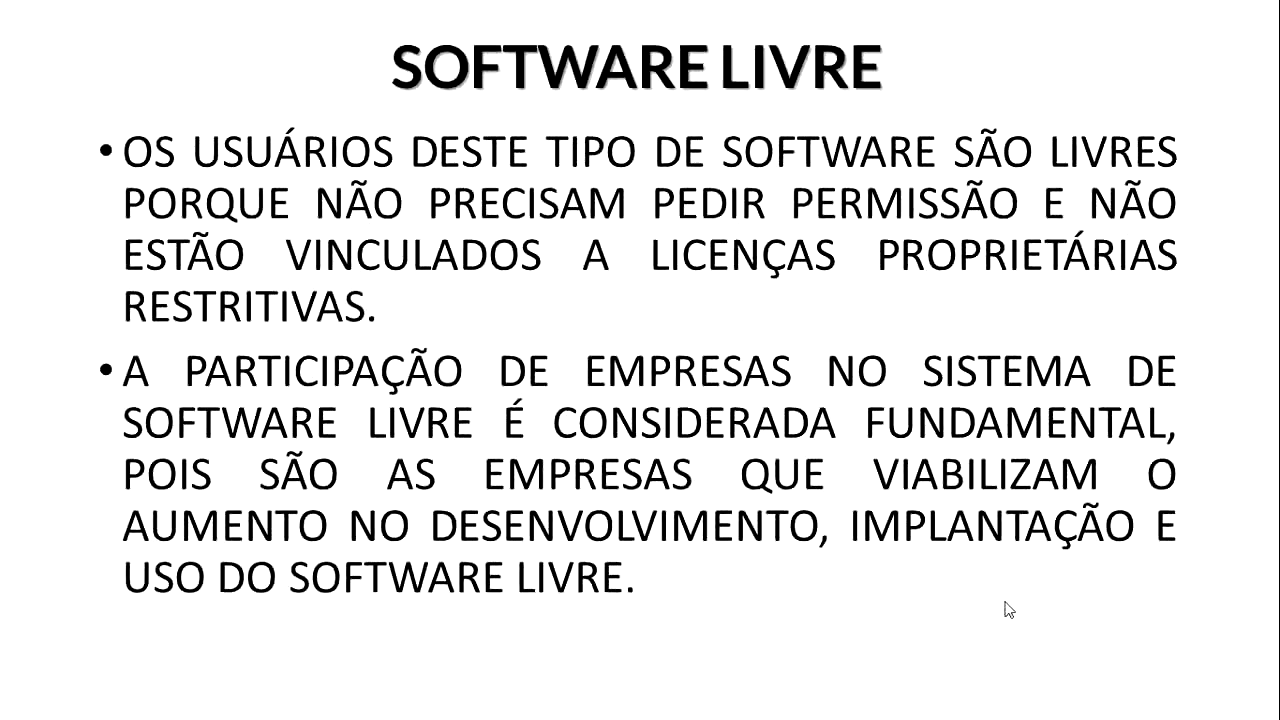 SOFTWARE LIVRE
• OS USUÁRIOS DESTE TIPO DE SOFTWARE SÃO LIVRES
PORQUE NÃO PRECISAM PEDIR PERMISSÃO E NÃO
ESTÃO VINCULADOS A LICENÇAS PROPRIETÁRIAS
RESTRITIVAS.
• A PARTICIPAÇÃO DE EMPRESAS NO SISTEMA DE
SOFTWARE LIVRE É CONSIDERADA FUNDAMENTAL,
POIS SÃO AS EMPRESAS QUE VIABILIZAM O
AUMENTO NO DESENVOLVIMENTO, IMPLANTAÇÃO E
USO DO SOFTWARE LIVRE.